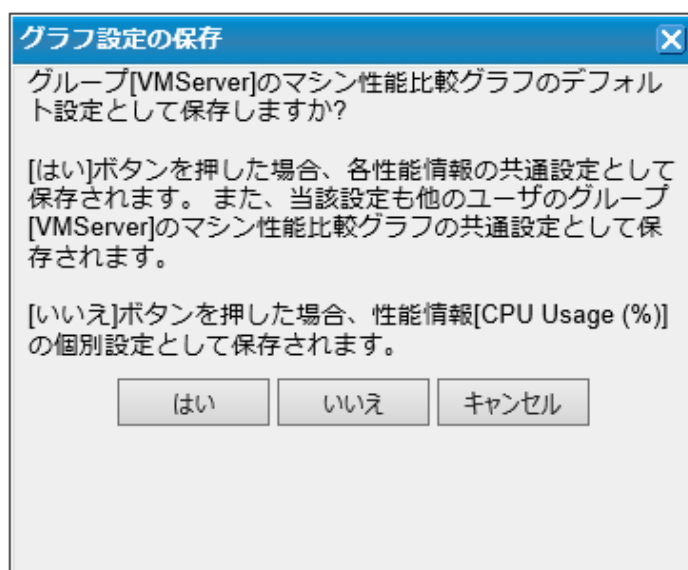 グラフ設定の保存
グループ[VMServer]のマシン性能比較グラフのデフォル
ト設定として保存しますか?
[はい]ボタンを押した場合、各性能情報の共通設定として
保存されます。 また、当該設定も他のユーザのグループ
[VMServer]のマシン性能比較グラフの共通設定として保
存されます。
[いいえ]ボタンを押した場合、性能情報[CPU Usage (%)]
の個別設定として保存されます。
はい いいえ キャンセル